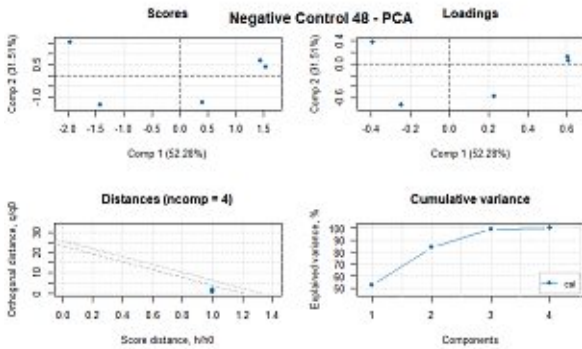 Negative Control 48 - PCA
Scores
Loadings
Comp 2 (31.51%)
0.5
-1.0
-2.0 -1.5 -1.0 -0.5 0.0 0.5 1.0 1.5
Comp 1 (52.28%)
Comp 2 (31.51%)
0.4
0.0
-0.6
-0.4 -0.2 0.0 0.2 0.4 0.6
Comp 1 (52.28%)
Distances (ncomp = 4)
Orthogonal distance, q/q0
30
20
10
0
0.0 0.2 0.4 0.6 0.8 1.0 1.2 1.4
Score distance, h/h0
Cumulative variance
Explained variance, %
100
90
80
70
60
50
1 2 3 4
Components
cal